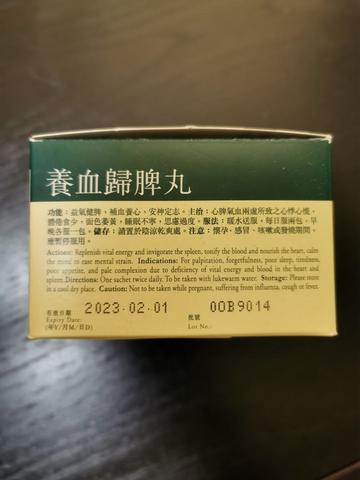 養血歸脾丸
功能：益氣健脾，補血養心，安神定志。主治：心脾氣血兩虛所致之心悸心慌，
體倦食少，面色萎黃，睡眠不寧，思慮過度。服法：暖水送服，每日服兩包，早
晚各服一包。儲存：請置於陰涼乾爽處。注意：懷孕、感冒、咳嗽或發燒期間，
應暫停服用。
Actions: Replenish vital energy and invigorate the spleen, tonify the blood and nourish the heart, calm
the mind to ease mental strain. Indications: For palpitation, forgetfulness, poor sleep, tiredness,
poor appetite, and pale complexion due to deficiency of vital energy and blood in the heart and
spleen. Directions: One sachet twice daily. To be taken with lukewarm water. Storage: Please store
in a cool dry place. Caution: Not to be taken while pregnant, suffering from influenza, cough or fever.
有效日期 2023·02·01 批號 00B9014
Expiry Date: Lot No.:
(年Y/月M/日D)